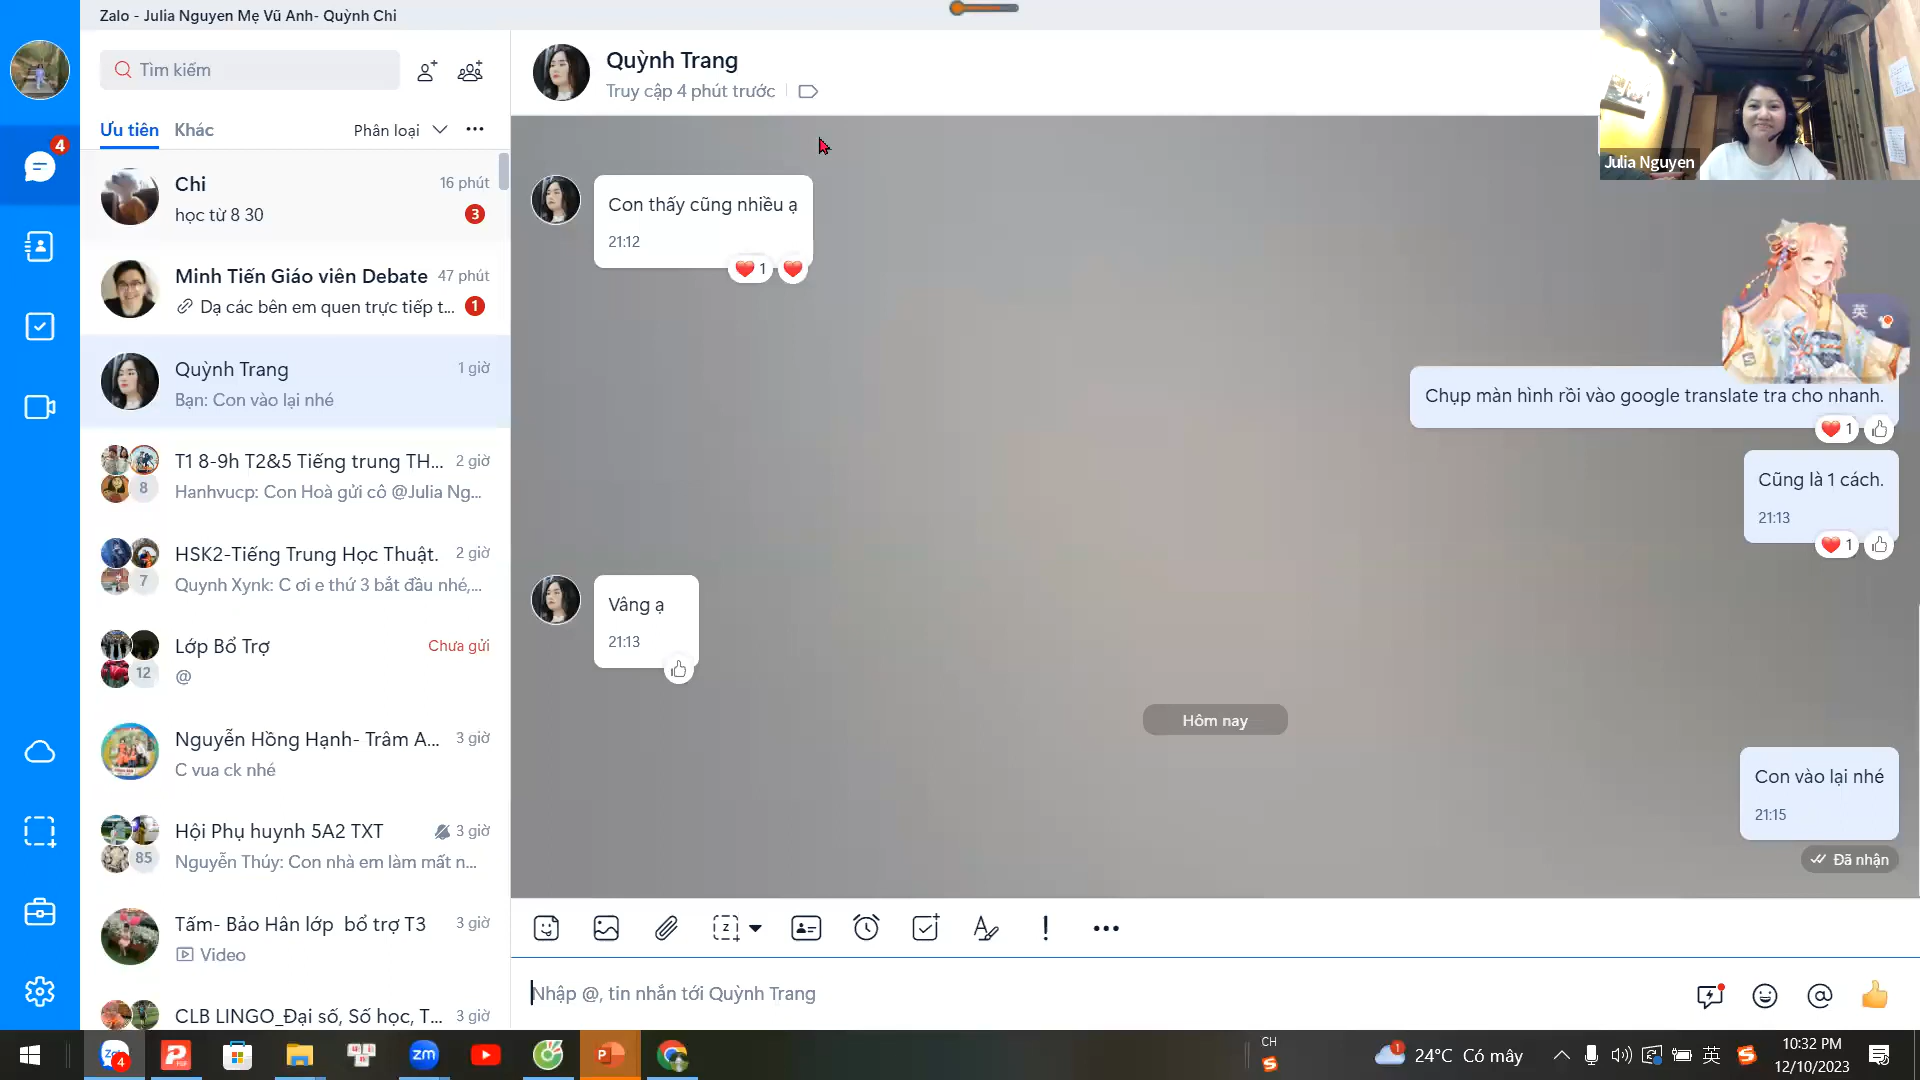 Zalo - Julia Nguyen Mẹ Vũ Anh- Quỳnh Chi
Tìm kiếm
Ưu tiên
Khác
Phân loại
4
Chi
16 phút
học từ 8 30
3
Minh Tiến Giáo viên Debate
47 phút
Dạ các bên em quen trực tiếp t...
1
Quỳnh Trang
1 giờ
Bạn: Con vào lại nhé
T1 8-9h T2&5 Tiếng trung TH...
2 giờ
8
Hanhvucp: Con Hoà gửi cô @Julia Ng...
HSK2-Tiếng Trung Học Thuật.
2 giờ
7
Quynh Xynk: C ơi e thứ 3 bắt đầu nhé,...
Lớp Bổ Trợ
Chưa gửi
12
@
Nguyễn Hồng Hạnh- Trâm A...
3 giờ
C vua ck nhé
Hội Phụ huynh 5A2 TXT
3 giờ
85
Nguyễn Thúy: Con nhà em làm mất n...
Tấm- Bảo Hân lớp bổ trợ T3
3 giờ
Video
CLB LINGO_Đại số, Số học, T...
3 giờ
Quỳnh Trang
Truy cập 4 phút trước
Julia Nguyen
Con thấy cũng nhiều ạ
21:12
1
英
Chụp màn hình rồi vào google translate tra cho nhanh.
1
Cũng là 1 cách.
21:13
1
Vâng ạ
21:13
Hôm nay
Con vào lại nhé
21:15
Đã nhận
Nhập @, tin nhắn tới Quỳnh Trang
4
zm
P
CH
1
24°C Có mây
英
10:32 PM
12/10/2023